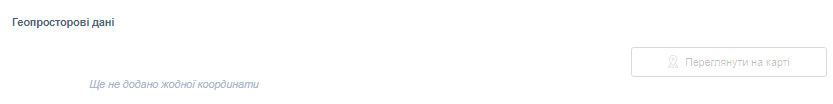 Геопросторові дані
Переглянути на карті
Ще не додано жодної координати